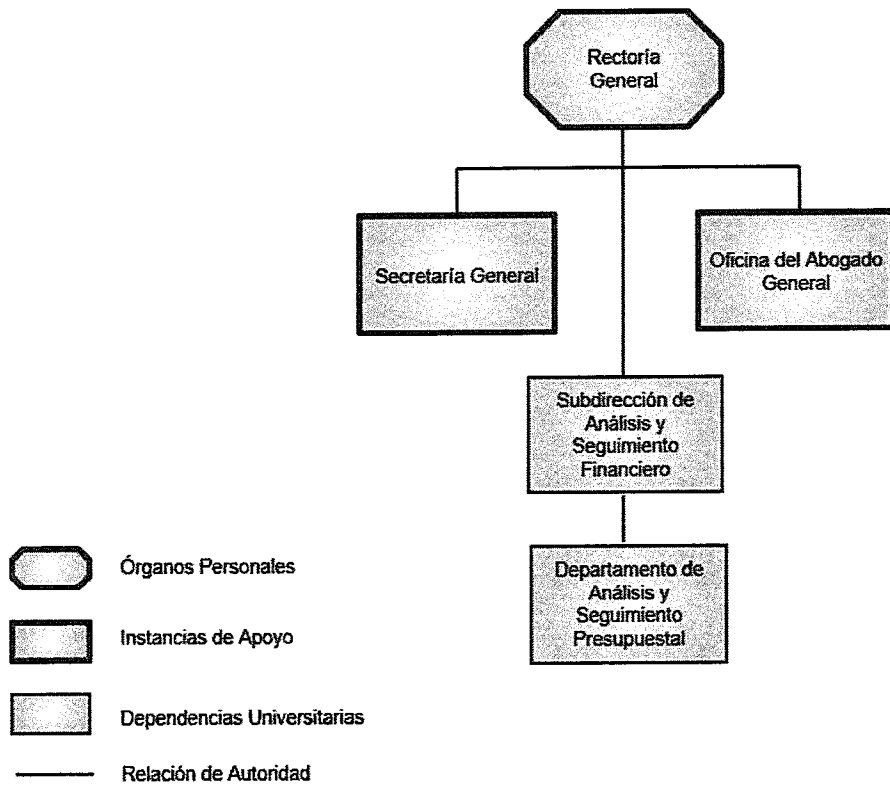 Rectoría
General
Secretaría General
Oficina del Abogado
General
Subdirección de
Análisis y
Seguimiento
Financiero
Departamento de
Análisis y
Seguimiento
Presupuestal
Órganos Personales
Instancias de Apoyo
Dependencias Universitarias
Relación de Autoridad